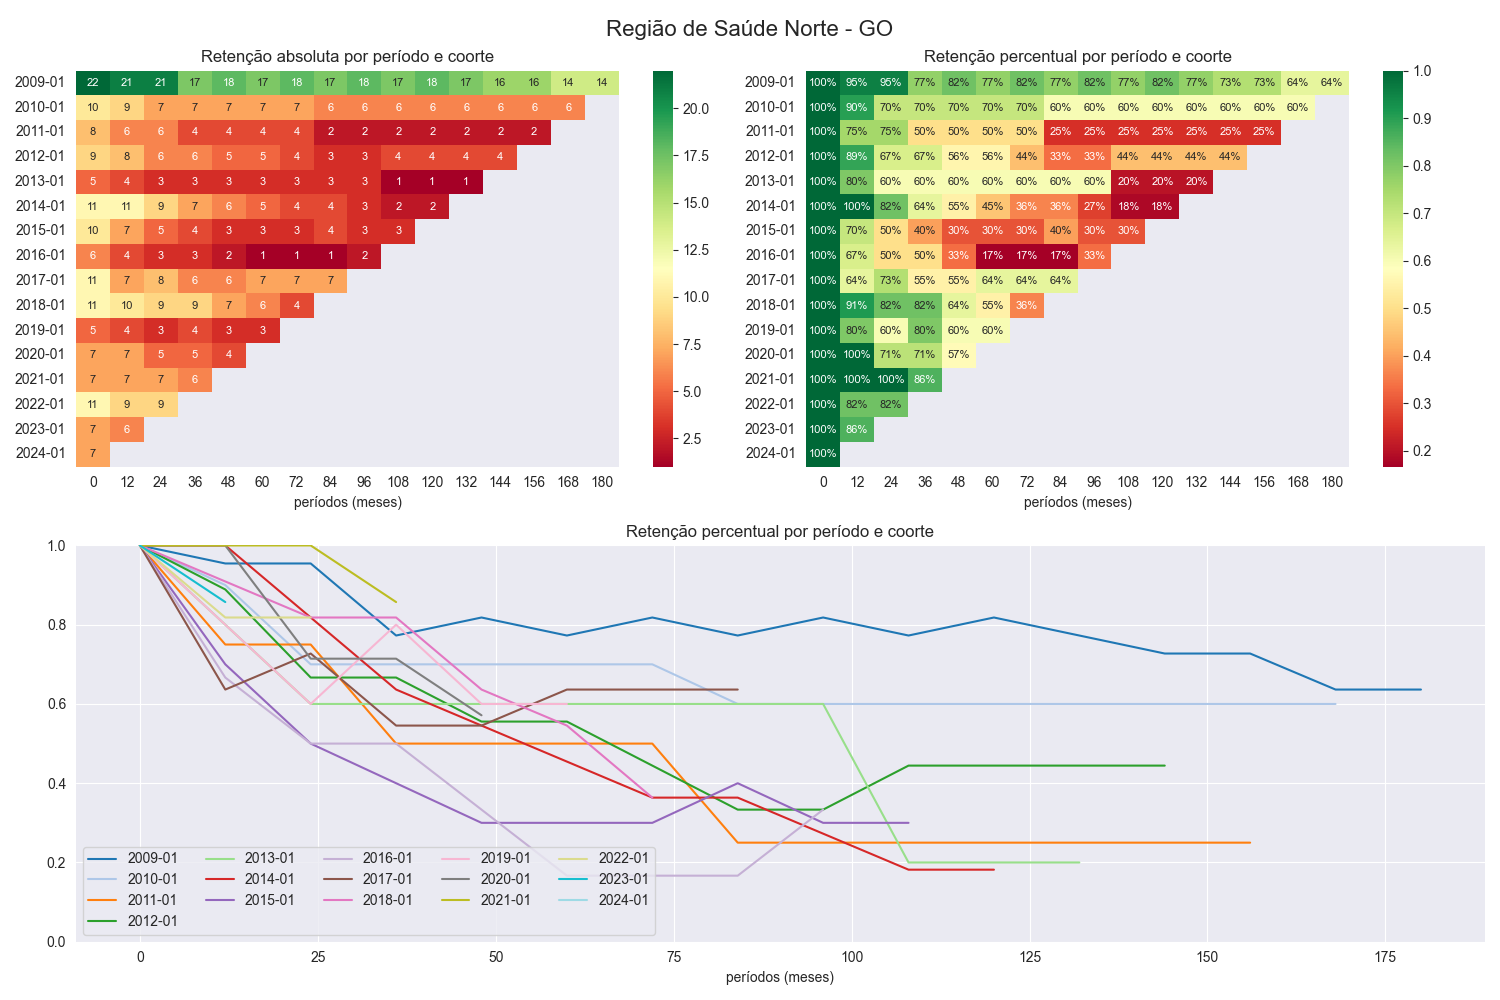 Região de Saúde Norte - GO
Retenção absoluta por período e coorte
2009-01 22 21 21 17 18 17 18 17 18 17 18 17 16 16 14 14
2010-01 10 9 7 7 7 7 7 6 6 6 6 6 6 6 6
2011-01 8 6 6 4 4 4 4 2 2 2 2 2 2 2
2012-01 9 8 6 6 5 5 4 3 3 4 4 4 4
2013-01 5 4 3 3 3 3 3 3 3 1 1 1
2014-01 11 11 9 7 6 5 4 4 3 2 2
2015-01 10 7 5 4 3 3 3 4 3 3
2016-01 6 4 3 3 2 1 1 1 2
2017-01 11 7 8 6 6 7 7 7
2018-01 11 10 9 9 7 6 4
2019-01 5 4 3 4 3 3
2020-01 7 7 5 5 4
2021-01 7 7 7 6
2022-01 11 9 9
2023-01 7 6
2024-01 7
0 12 24 36 48 60 72 84 96 108 120 132 144 156 168 180
períodos (meses)
20.0
17.5
15.0
12.5
10.0
7.5
5.0
2.5
Retenção percentual por período e coorte
2009-01 100% 95% 95% 77% 82% 77% 82% 77% 82% 77% 82% 77% 73% 73% 64% 64%
2010-01 100% 90% 70% 70% 70% 70% 70% 60% 60% 60% 60% 60% 60% 60% 60%
2011-01 100% 75% 75% 50% 50% 50% 50% 25% 25% 25% 25% 25% 25% 25%
2012-01 100% 89% 67% 67% 56% 56% 44% 33% 33% 44% 44% 44% 44%
2013-01 100% 80% 60% 60% 60% 60% 60% 60% 60% 20% 20% 20%
2014-01 100% 100% 82% 64% 55% 45% 36% 36% 27% 18% 18%
2015-01 100% 70% 50% 40% 30% 30% 30% 40% 30% 30%
2016-01 100% 67% 50% 50% 33% 17% 17% 17% 33%
2017-01 100% 64% 73% 55% 55% 64% 64% 64%
2018-01 100% 91% 82% 82% 64% 55% 36%
2019-01 100% 80% 60% 80% 60% 60%
2020-01 100% 100% 71% 71% 57%
2021-01 100% 100% 100% 86%
2022-01 100% 82% 82%
2023-01 100% 86%
2024-01 100%
0 12 24 36 48 60 72 84 96 108 120 132 144 156 168 180
períodos (meses)
1.0
0.9
0.8
0.7
0.6
0.5
0.4
0.3
0.2
Retenção percentual por período e coorte
1.0
0.8
0.6
0.4
0.2
0.0
2009-01 2013-01 2016-01 2019-01 2022-01
2010-01 2014-01 2017-01 2020-01 2023-01
2011-01 2015-01 2018-01 2021-01 2024-01
2012-01
0 25 50 75 100 125 150 175
períodos (meses)